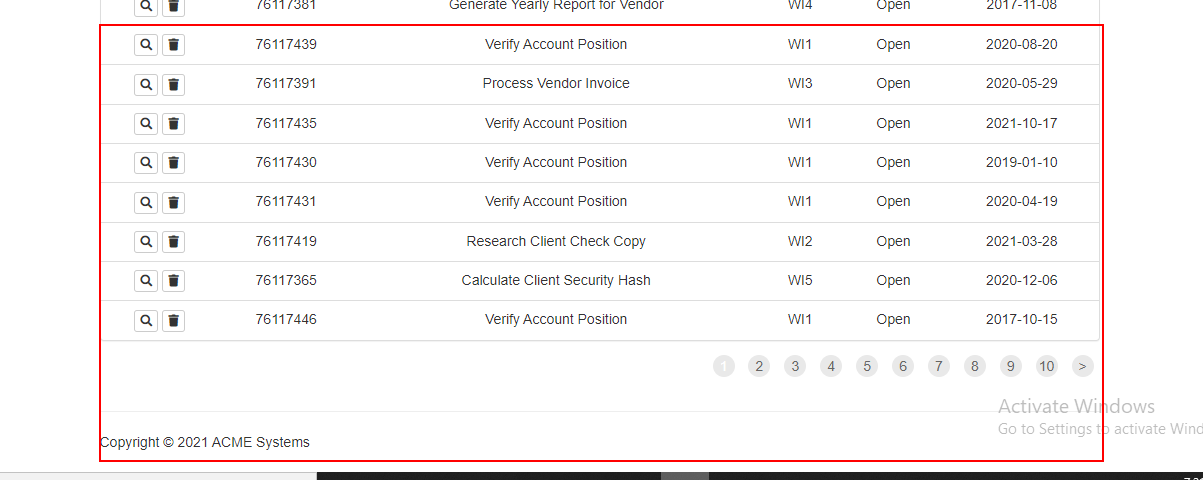 76117381 Generate Yearly Report for Vendor WI4 Open 2017-11-08
76117439 Verify Account Position WI1 Open 2020-08-20
76117391 Process Vendor Invoice WI3 Open 2020-05-29
76117435 Verify Account Position WI1 Open 2021-10-17
76117430 Verify Account Position WI1 Open 2019-01-10
76117431 Verify Account Position WI1 Open 2020-04-19
76117419 Research Client Check Copy WI2 Open 2021-03-28
76117365 Calculate Client Security Hash WI5 Open 2020-12-06
76117446 Verify Account Position WI1 Open 2017-10-15
1 2 3 4 5 6 7 8 9 10 >
Activate Windows
Go to Settings to activate Wind
Copyright © 2021 ACME Systems